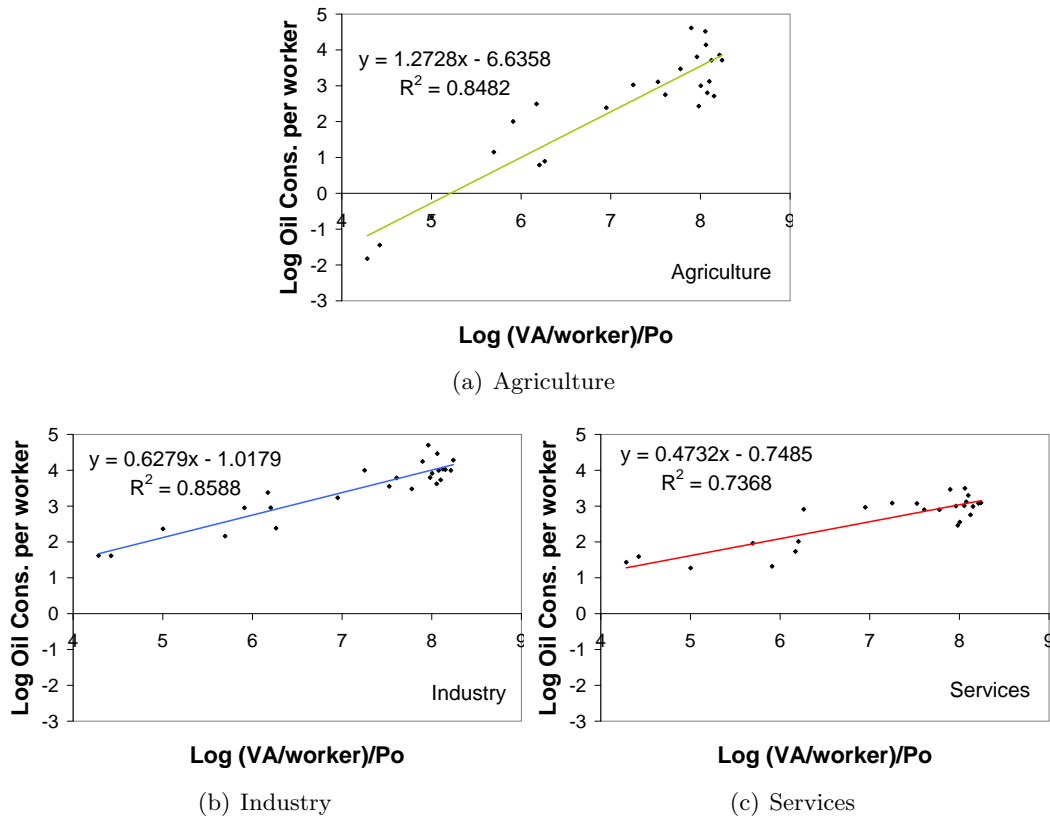 5
4
3
2
1
0
-1
-2
-3
4
5
6
7
8
9
y = 1.2728x - 6.6358
R² = 0.8482
Log Oil Cons. per worker
Agriculture
Log (VA/worker)/Po
(a) Agriculture
5
4
3
2
1
0
-1
-2
-3
4
5
6
7
8
9
y = 0.6279x - 1.0179
R² = 0.8588
Log Oil Cons. per worker
Industry
Log (VA/worker)/Po
(b) Industry
5
4
3
2
1
0
-1
-2
-3
4
5
6
7
8
9
y = 0.4732x - 0.7485
R² = 0.7368
Log Oil Cons. per worker
Services
Log (VA/worker)/Po
(c) Services